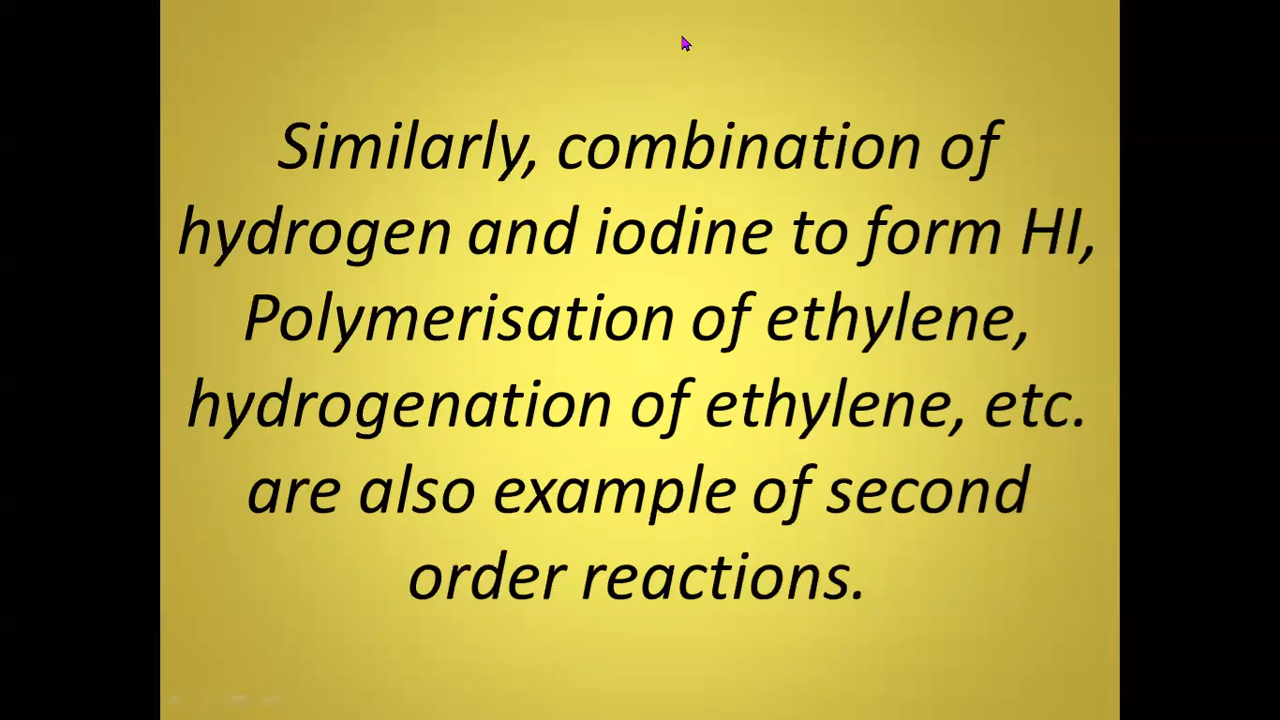 Similarly, combination of
hydrogen and iodine to form HI,
Polymerisation of ethylene,
hydrogenation of ethylene, etc.
are also example of second
order reactions.